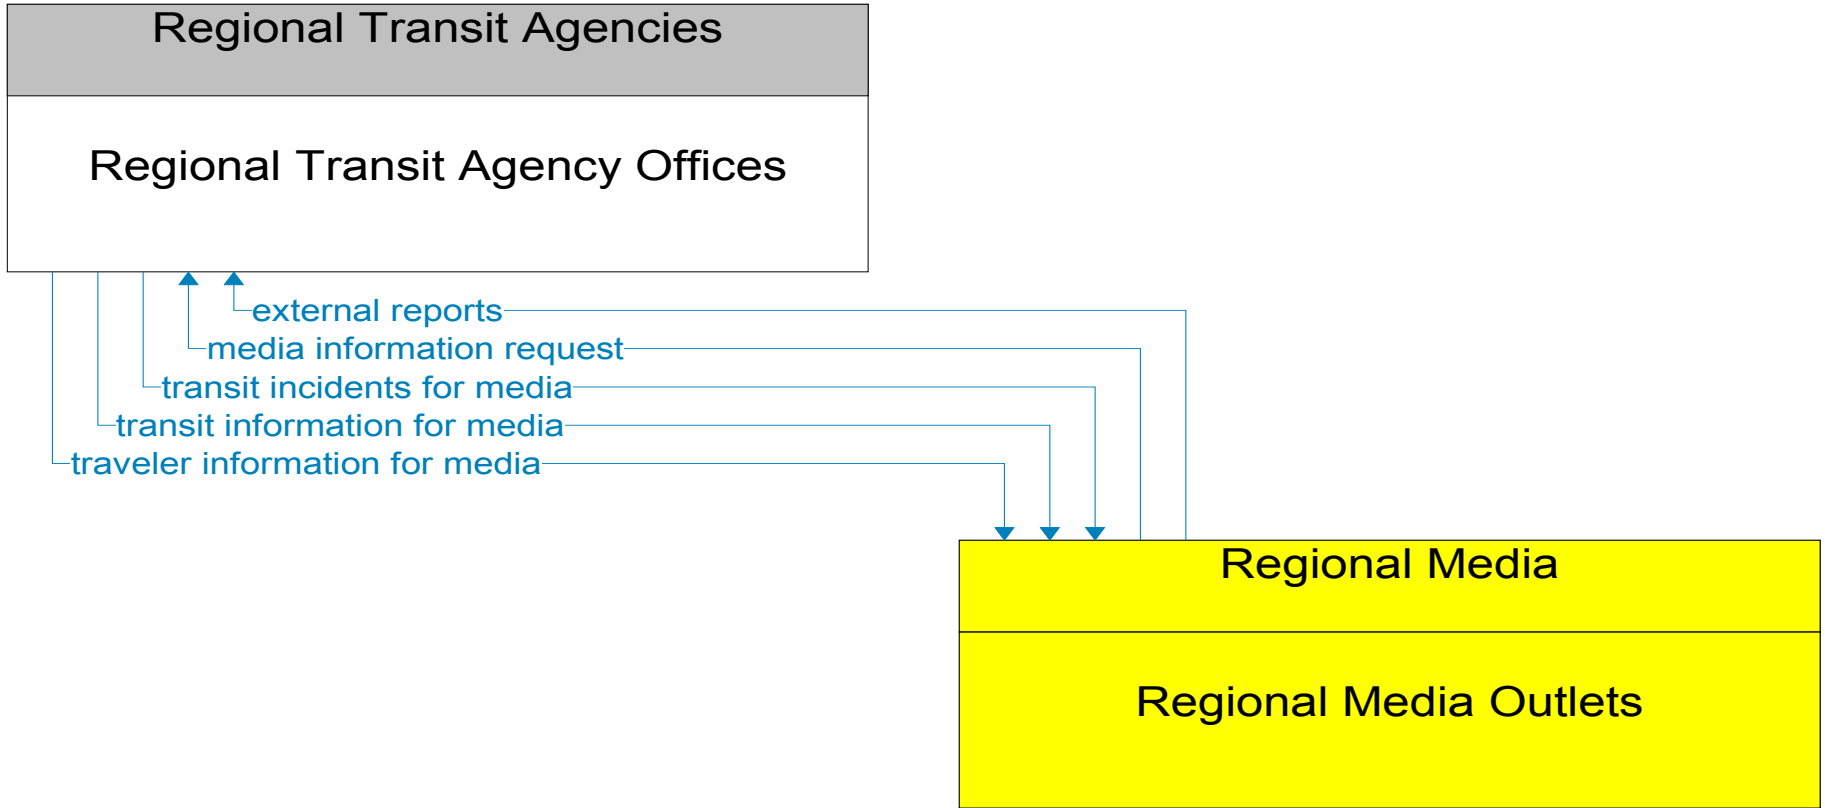 Regional Transit Agencies
Regional Transit Agency Offices
external reports
media information request
transit incidents for media
transit information for media
traveler information for media
Regional Media
Regional Media Outlets